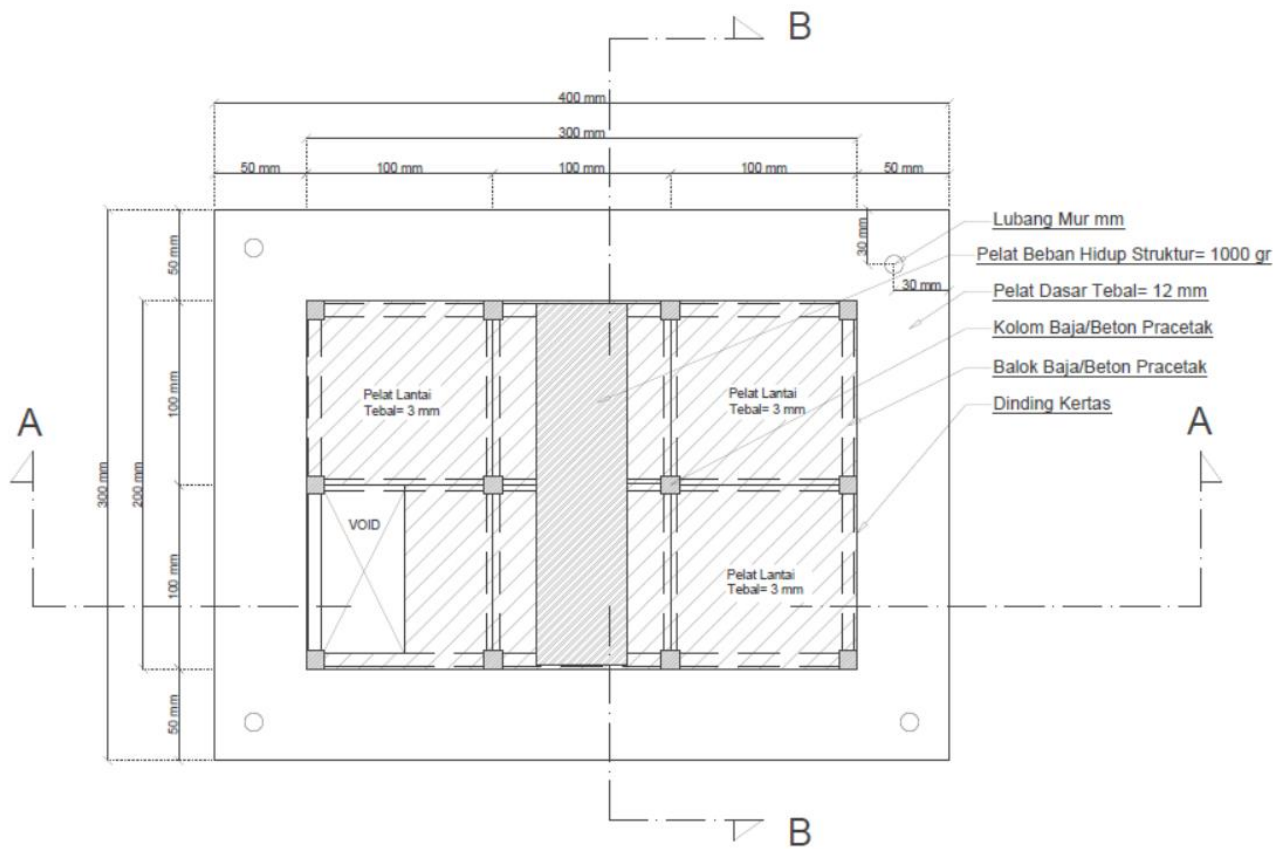 B
400 mm
300 mm
50 mm
100 mm
100 mm
100 mm
50 mm
Lubang Mur mm
Pelat Beban Hidup Struktur= 1000 gr
Pelat Dasar Tebal= 12 mm
Kolom Baja/Beton Pracetak
Balok Baja/Beton Pracetak
Dinding Kertas
30 mm
30 mm
50 mm
100 mm
100 mm
50 mm
200 mm
300 mm
Pelat Lantai
Tebal= 3 mm
Pelat Lantai
Tebal= 3 mm
A
A
VOID
Pelat Lantai
Tebal= 3 mm
B